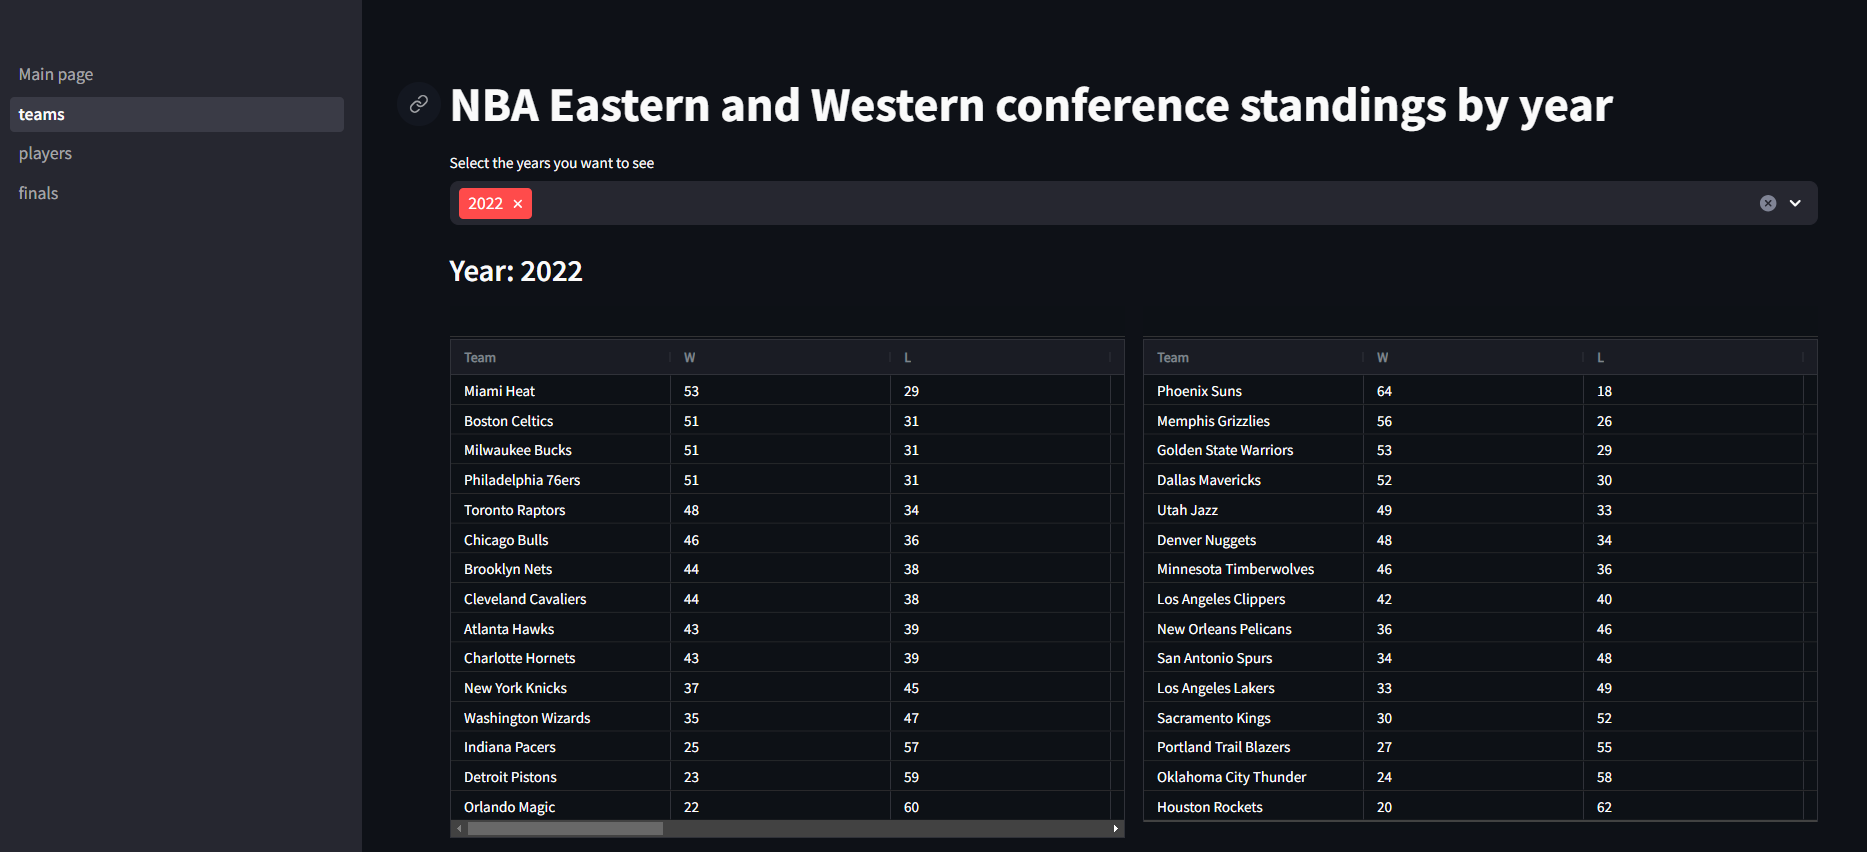 Main page
teams
players
finals
NBA Eastern and Western conference standings by year
Select the years you want to see
2022
Year: 2022
Team W L
Miami Heat 53 29
Boston Celtics 51 31
Milwaukee Bucks 51 31
Philadelphia 76ers 51 31
Toronto Raptors 48 34
Chicago Bulls 46 36
Brooklyn Nets 44 38
Cleveland Cavaliers 44 38
Atlanta Hawks 43 39
Charlotte Hornets 43 39
New York Knicks 37 45
Washington Wizards 35 47
Indiana Pacers 25 57
Detroit Pistons 23 59
Orlando Magic 22 60
Team W L
Phoenix Suns 64 18
Memphis Grizzlies 56 26
Golden State Warriors 53 29
Dallas Mavericks 52 30
Utah Jazz 49 33
Denver Nuggets 48 34
Minnesota Timberwolves 46 36
Los Angeles Clippers 42 40
New Orleans Pelicans 36 46
San Antonio Spurs 34 48
Los Angeles Lakers 33 49
Sacramento Kings 30 52
Portland Trail Blazers 27 55
Oklahoma City Thunder 24 58
Houston Rockets 20 62